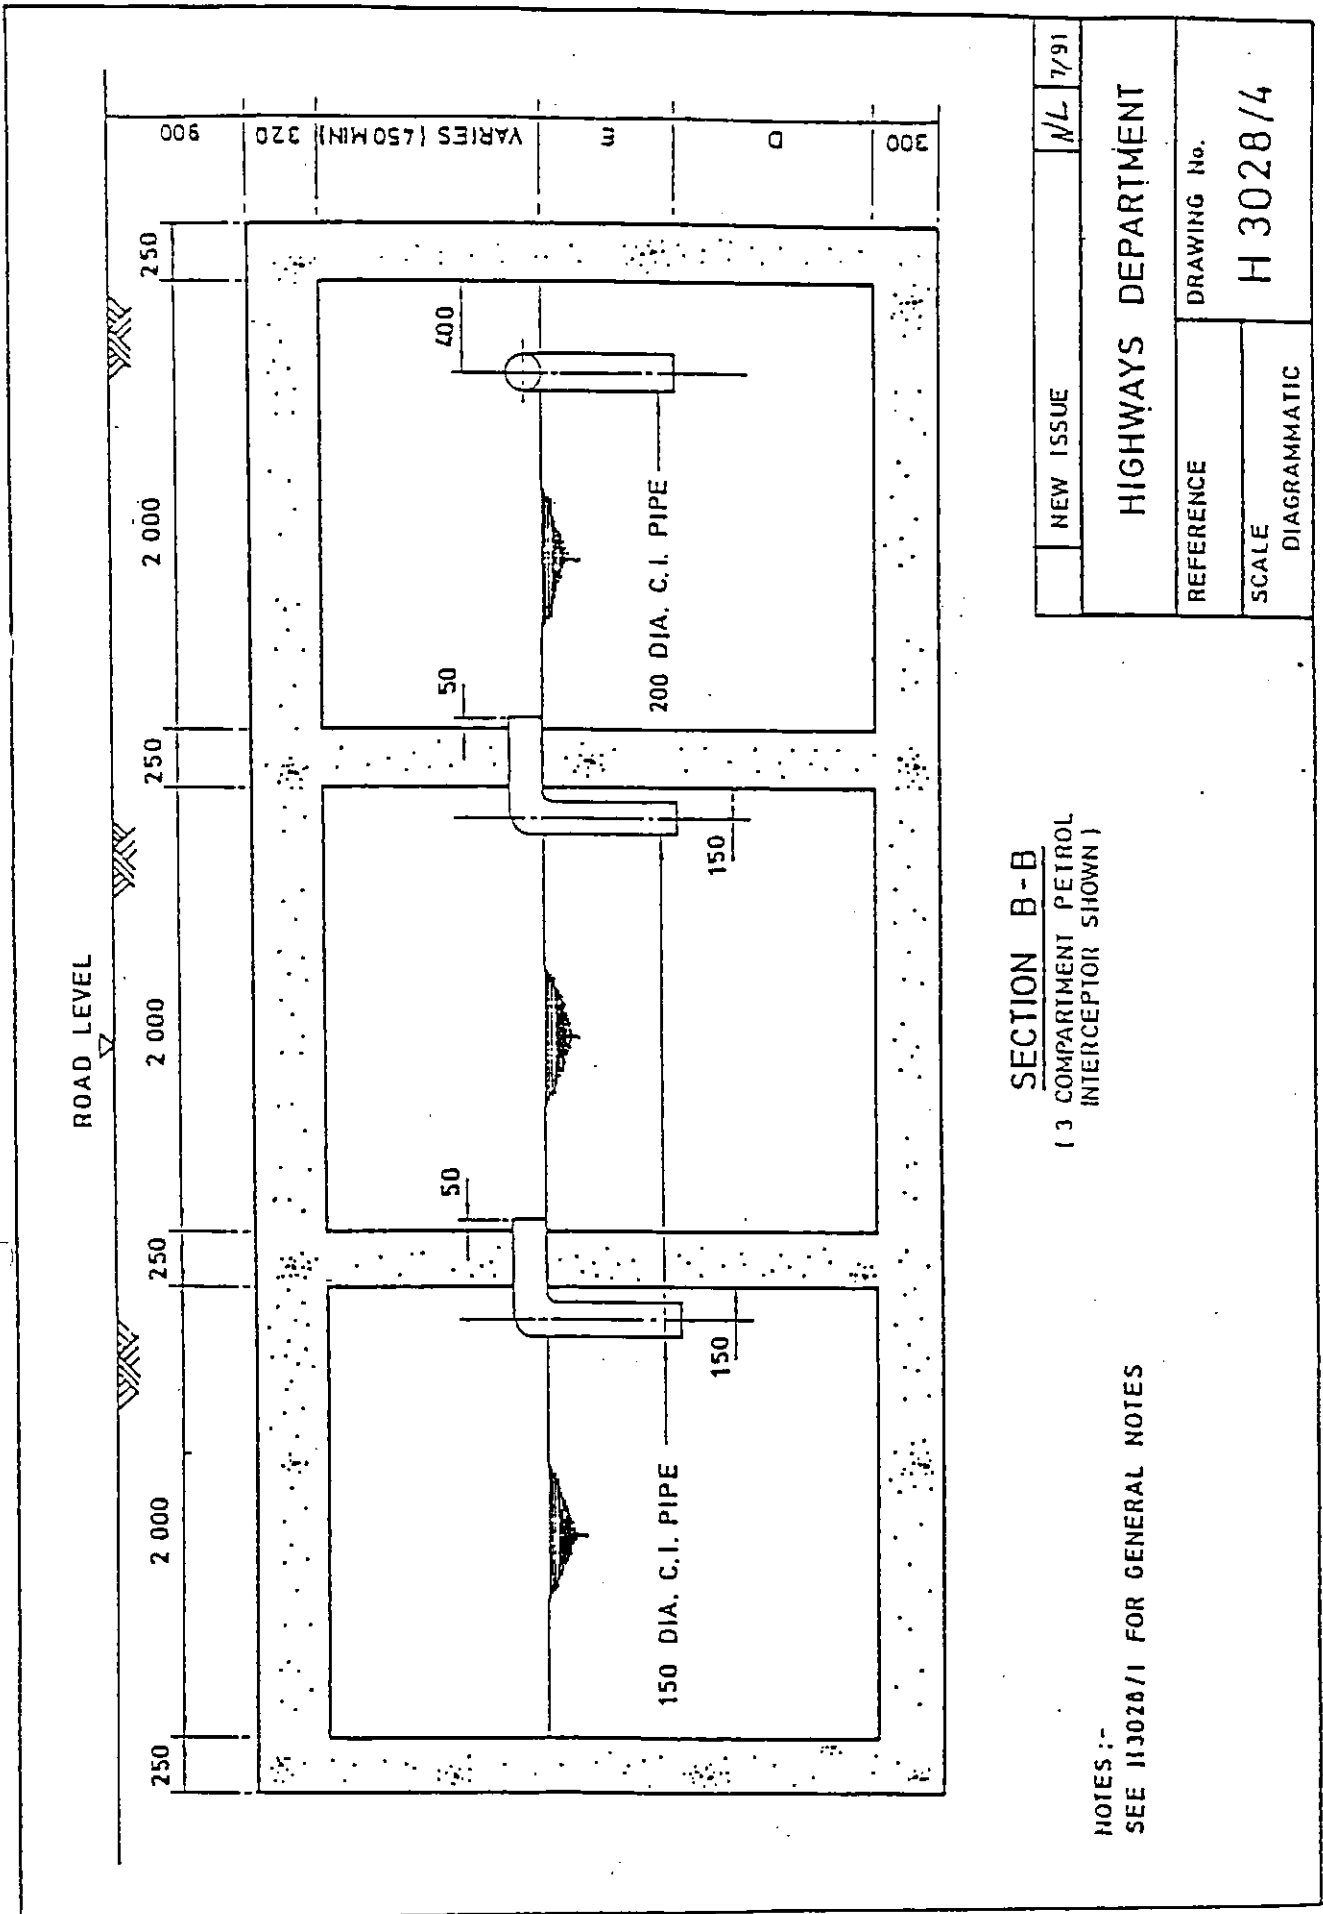 ROAD LEVEL
250
2 000
250
2 000
250
2 000
250
900
320
VARIES (450 MIN)
E
D
300
50
50
400
150 DIA. C.I. PIPE
200 DIA. C.I. PIPE
150
150
SECTION B-B
(3 COMPARTMENT PETROL
INTERCEPTOR SHOWN)
NOTES:-
SEE H3028/1 FOR GENERAL NOTES
NEW ISSUE
7/91
HIGHWAYS DEPARTMENT
REFERENCE
DRAWING No.
H 3028/4
SCALE
DIAGRAMMATIC